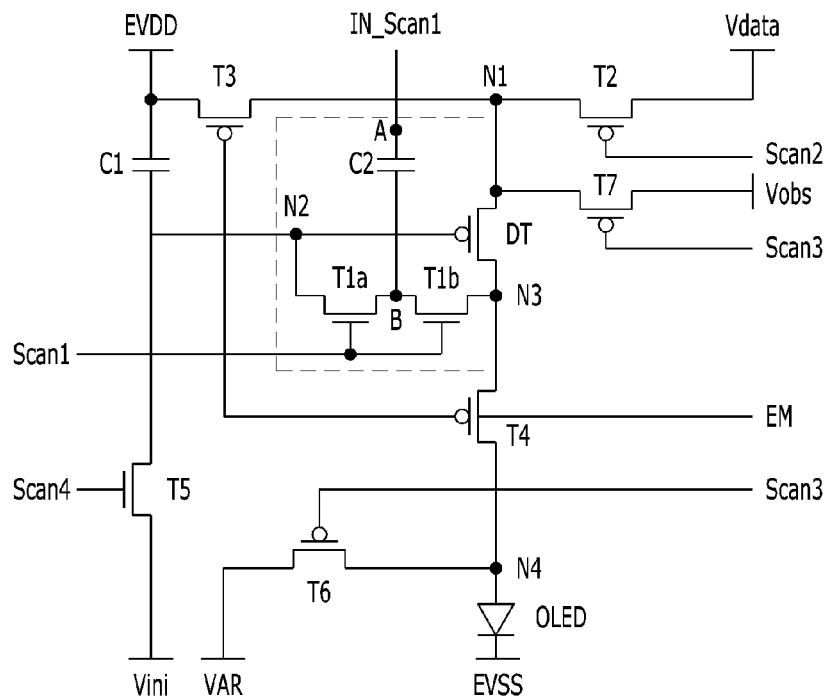 EVDD
IN_Scan1
Vdata
T3
N1
T2
A
C1
C2
Scan2
T7
Vobs
N2
DT
Scan3
T1a
T1b
N3
B
Scan1
EM
T4
Scan4
T5
Scan3
N4
T6
OLED
Vini
VAR
EVSS